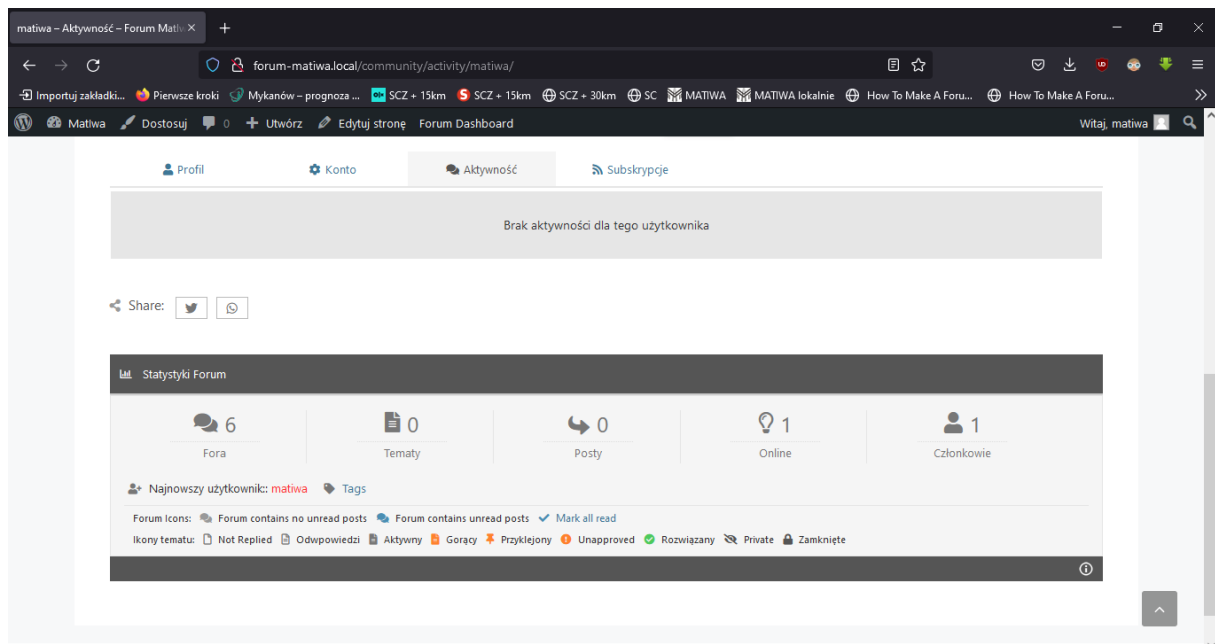 matiwa – Aktywność – Forum Matiw
forum-matiwa.local/community/activity/matiwa/
Importuj zakładki... Pierwsze kroki Mykanów – prognoza ... SCZ + 15km SCZ + 15km SCZ + 30km SC MATIWA MATIWA lokalnie How To Make A Foru... How To Make A Foru...
Matiwa Dostosuj 0 Utwórz Edytuj stronę Forum Dashboard Witaj, matiwa
Profil Konto Aktywność Subskrypcje
Brak aktywności dla tego użytkownika
Share:
Statystyki Forum
6 0 0 1 1
Fora Tematy Posty Online Członkowie
Najnowszy użytkownik:: matiwa Tags
Forum Icons: Forum contains no unread posts Forum contains unread posts Mark all read
Ikony tematu: Not Replied Odwpowiedzi Aktywny Gorący Przyklejony Unapproved Rozwiązany Private Zamknięte